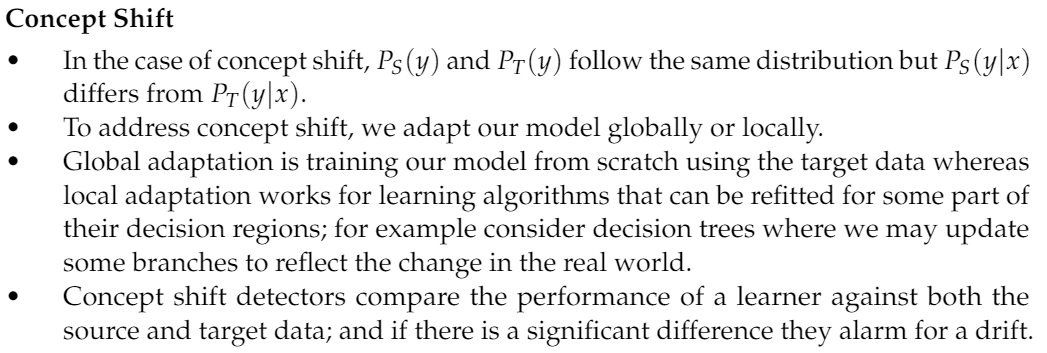 Concept Shift
• In the case of concept shift, P_S(y) and P_T(y) follow the same distribution but P_S(y|x)
differs from P_T(y|x).
• To address concept shift, we adapt our model globally or locally.
• Global adaptation is training our model from scratch using the target data whereas
local adaptation works for learning algorithms that can be refitted for some part of
their decision regions; for example consider decision trees where we may update
some branches to reflect the change in the real world.
• Concept shift detectors compare the performance of a learner against both the
source and target data; and if there is a significant difference they alarm for a drift.